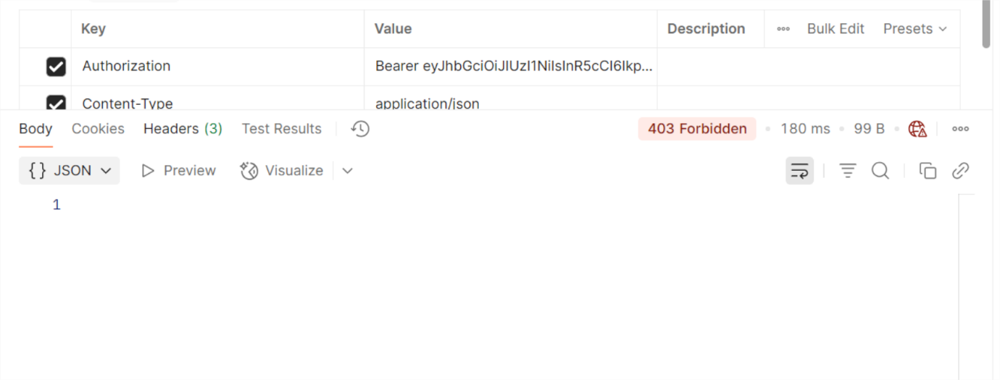 Key Value Description ••• Bulk Edit Presets
Authorization Bearer eyJhbGciOiJIUzI1NiIsInR5cCI6Ikp...
Content-Type application/json
Body Cookies Headers (3) Test Results 403 Forbidden • 180 ms • 99 B •
{} JSON Preview Visualize
1